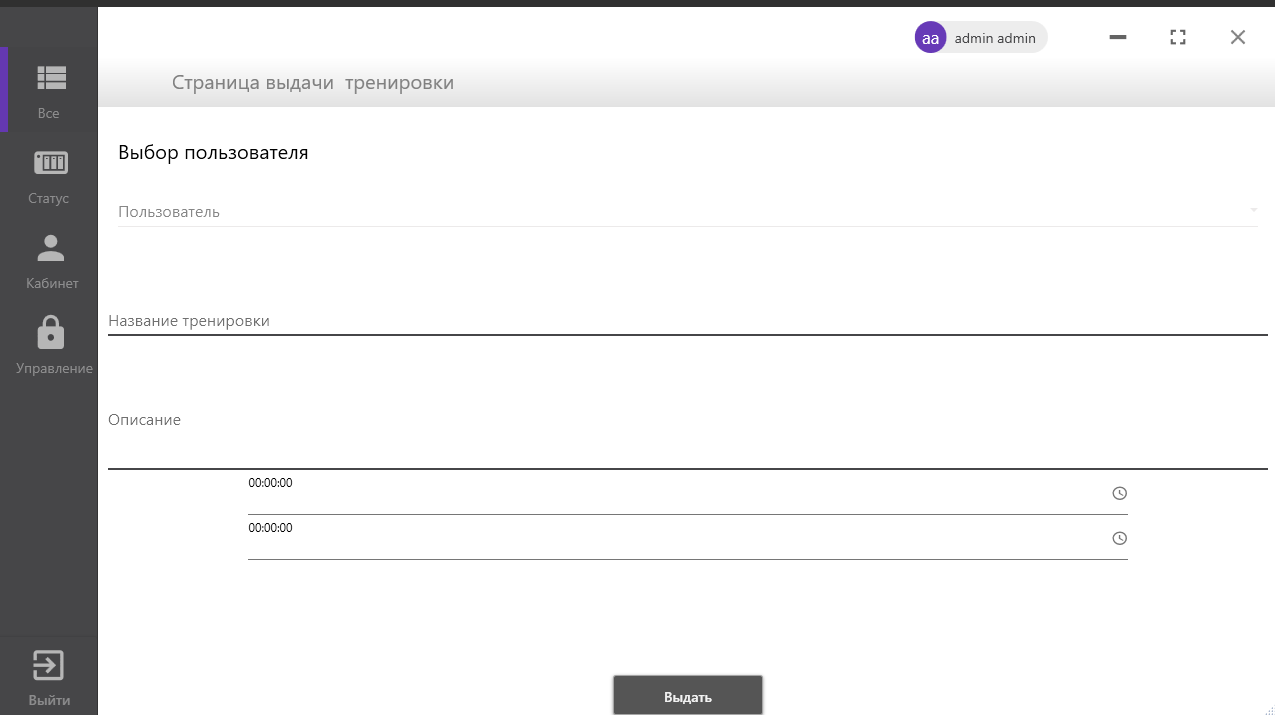 аа admin admin
Страница выдачи  тренировки
Все
Статус
Кабинет
Управление
Выйти
Выбор пользователя
Пользователь
Название тренировки
Описание
00:00:00
00:00:00
Выдать